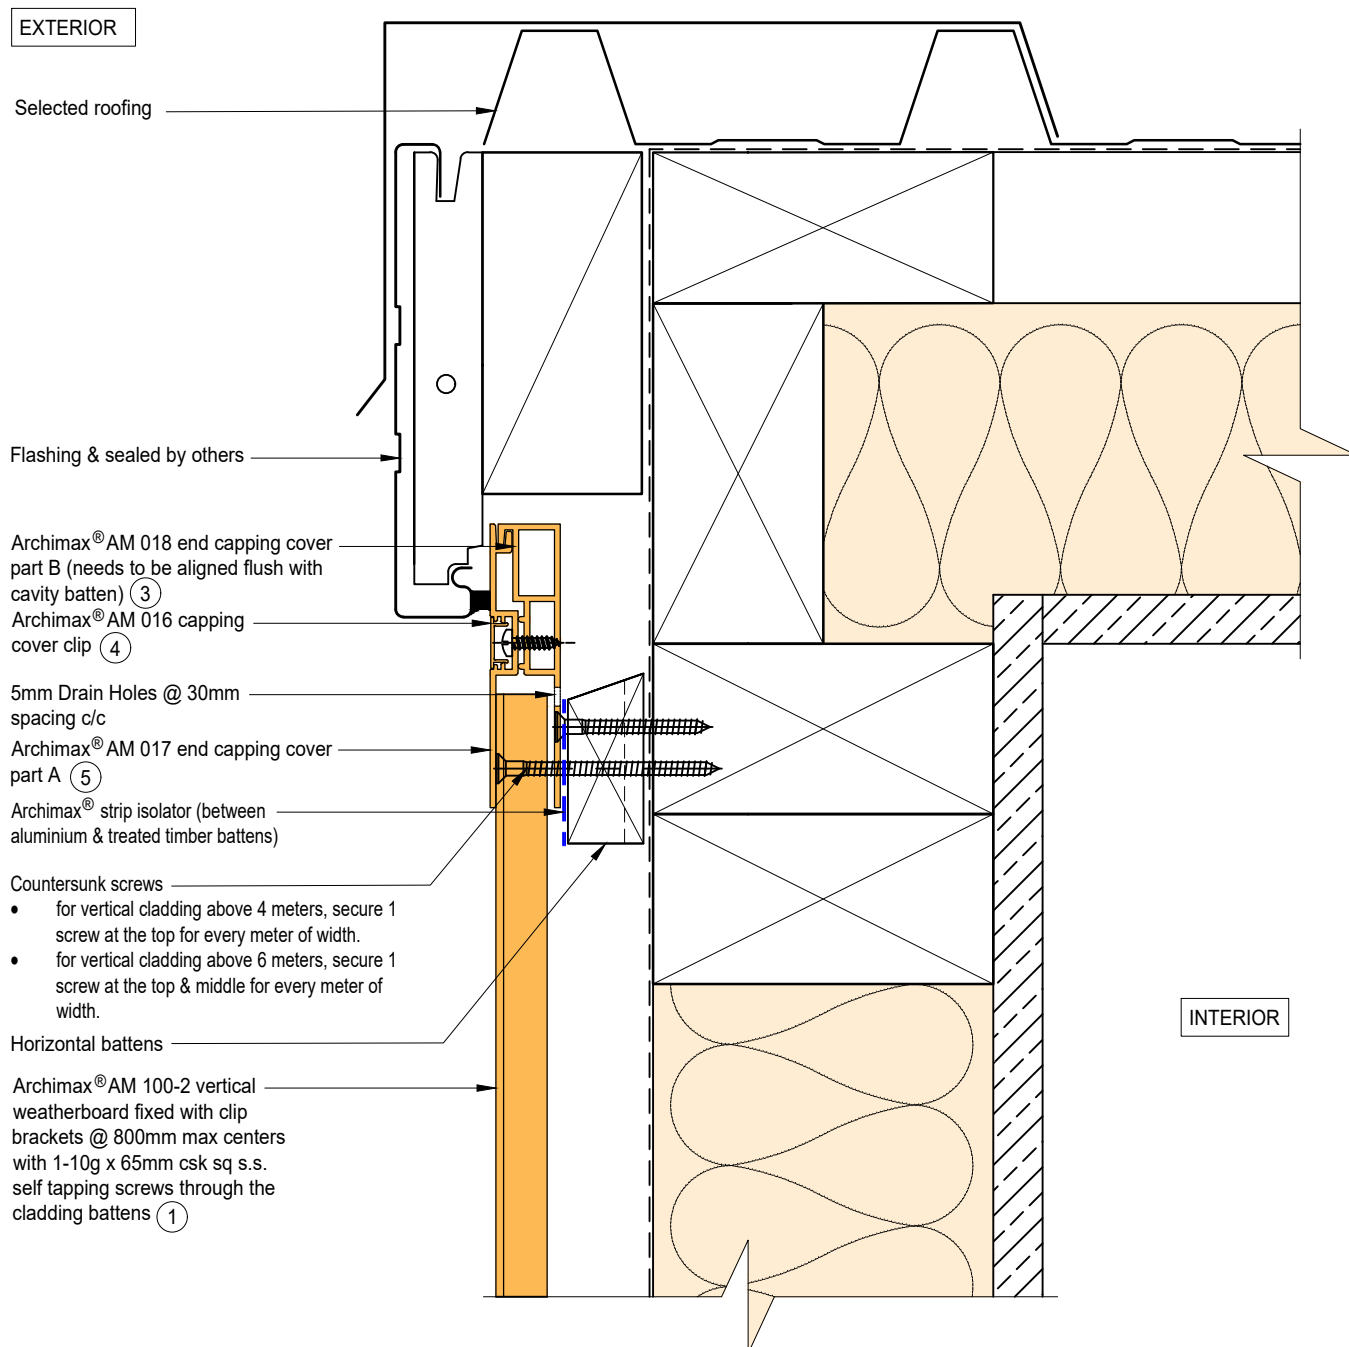 EXTERIOR
Selected roofing
Flashing & sealed by others
Archimax® AM 018 end capping cover
part B (needs to be aligned flush with
cavity batten) 3
Archimax® AM 016 capping
cover clip 4
5mm Drain Holes @ 30mm
spacing c/c
Archimax® AM 017 end capping cover
part A 5
Archimax® strip isolator (between
aluminium & treated timber battens)
Countersunk screws
• for vertical cladding above 4 meters, secure 1
screw at the top for every meter of width.
• for vertical cladding above 6 meters, secure 1
screw at the top & middle for every meter of
width.
Horizontal battens
Archimax® AM 100-2 vertical
weatherboard fixed with clip
brackets @ 800mm max centers
with 1-10g x 65mm csk sq s.s.
self tapping screws through the
cladding battens 1
INTERIOR